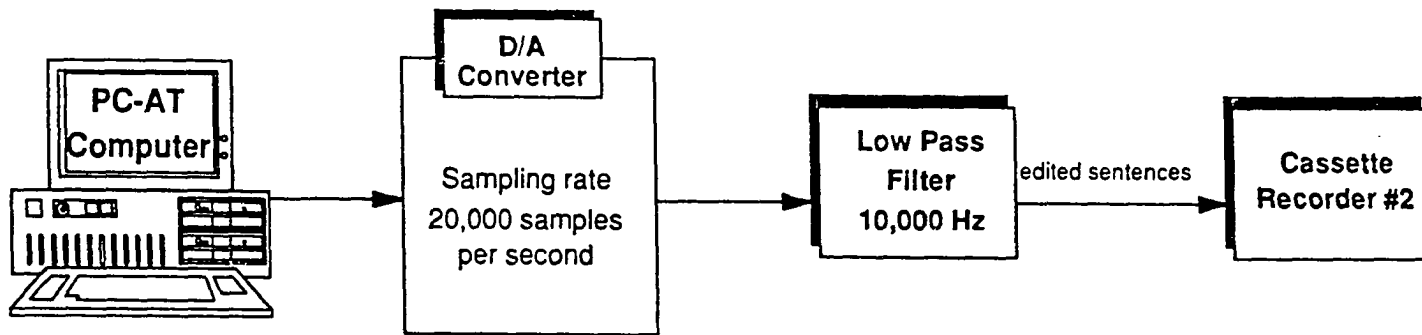 PC-AT
Computer
D/A
Converter
Sampling rate
20,000 samples
per second
Low Pass
Filter
10,000 Hz
edited sentences
Cassette
Recorder #2